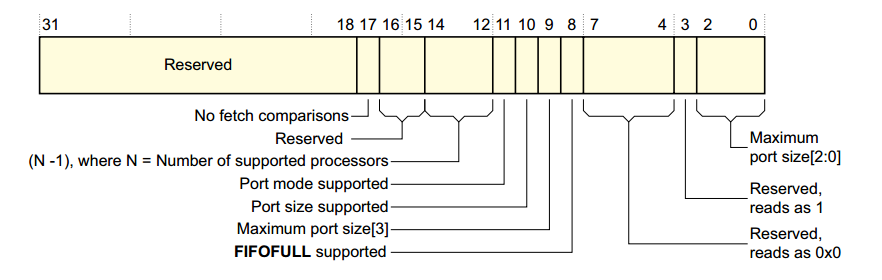 31 18 17 16 15 14 12 11 10 9 8 7 4 3 2 0
Reserved
No fetch comparisons
Reserved
(N -1), where N = Number of supported processors
Port mode supported
Port size supported
Maximum port size[3]
FIFOFULL supported
Maximum
port size[2:0]
Reserved,
reads as 1
Reserved,
reads as 0x0